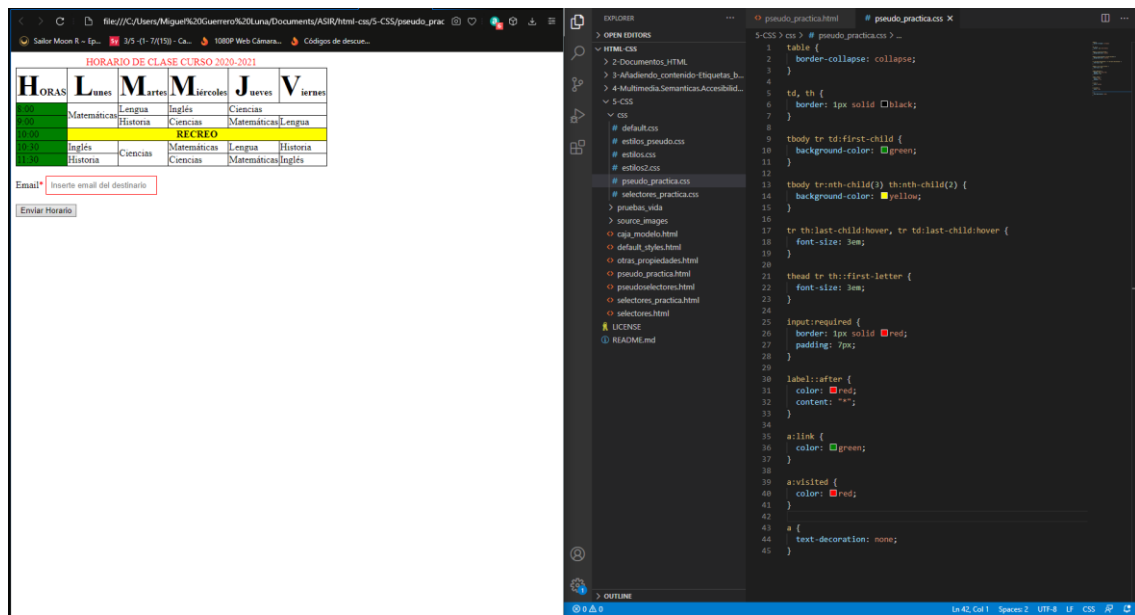 file:///C:/Users/Miguel%20Guerrero%20Luna/Documents/ASIR/html-css/5-CSS/pseudo_prac
Sailor Moon R – Ep... 3/5 -(1- 7/(15)) - Ca... 1080P Web Cámara... Códigos de descue...
HORARIO DE CLASE CURSO 2020-2021
HORAS Lunes Martes Miércoles Jueves Viernes
8:00 Matemáticas Lengua Inglés Ciencias
9:00 Historia Ciencias Matemáticas Lengua
10:00 RECREO
10:30 Inglés Ciencias Matemáticas Lengua Historia
11:30 Historia Ciencias Matemáticas Inglés
Email* Inserte email del destinario
Enviar Horario
EXPLORER ...
> OPEN EDITORS
HTML-CSS
> 2-Documentos_HTML
> 3-Añadiendo_contenido-Etiquetas_b...
> 4-Multimedia.Semanticas.Accesibilid...
5-CSS
css
# default.css
# estilos_pseudo.css
# estilos.css
# estilos2.css
# pseudo_practica.css
# selectores_practica.css
> pruebas_vida
> source_images
<> caja_modelo.html
<> default_styles.html
<> otras_propiedades.html
<> pseudo_practica.html
<> pseudoselectores.html
<> selectores_practica.html
<> selectores.html
LICENSE
README.md
> OUTLINE
<> pseudo_practica.html # pseudo_practica.css ×
5-CSS > css > # pseudo_practica.css > ...
1 table {
2 border-collapse: collapse;
3 }
4
5 td, th {
6 border: 1px solid black;
7 }
8
9 tbody tr td:first-child {
10 background-color: green;
11 }
12
13 tbody tr:nth-child(3) th:nth-child(2) {
14 background-color: yellow;
15 }
16
17 tr th:last-child:hover, tr td:last-child:hover {
18 font-size: 3em;
19 }
20
21 thead tr th::first-letter {
22 font-size: 3em;
23 }
24
25 input:required {
26 border: 1px solid red;
27 padding: 7px;
28 }
29
30 label::after {
31 color: red;
32 content: "*";
33 }
34
35 a:link {
36 color: green;
37 }
38
39 a:visited {
40 color: red;
41 }
42
43 a {
44 text-decoration: none;
45 }
0 0 Ln 42, Col 1 Spaces: 2 UTF-8 LF CSS